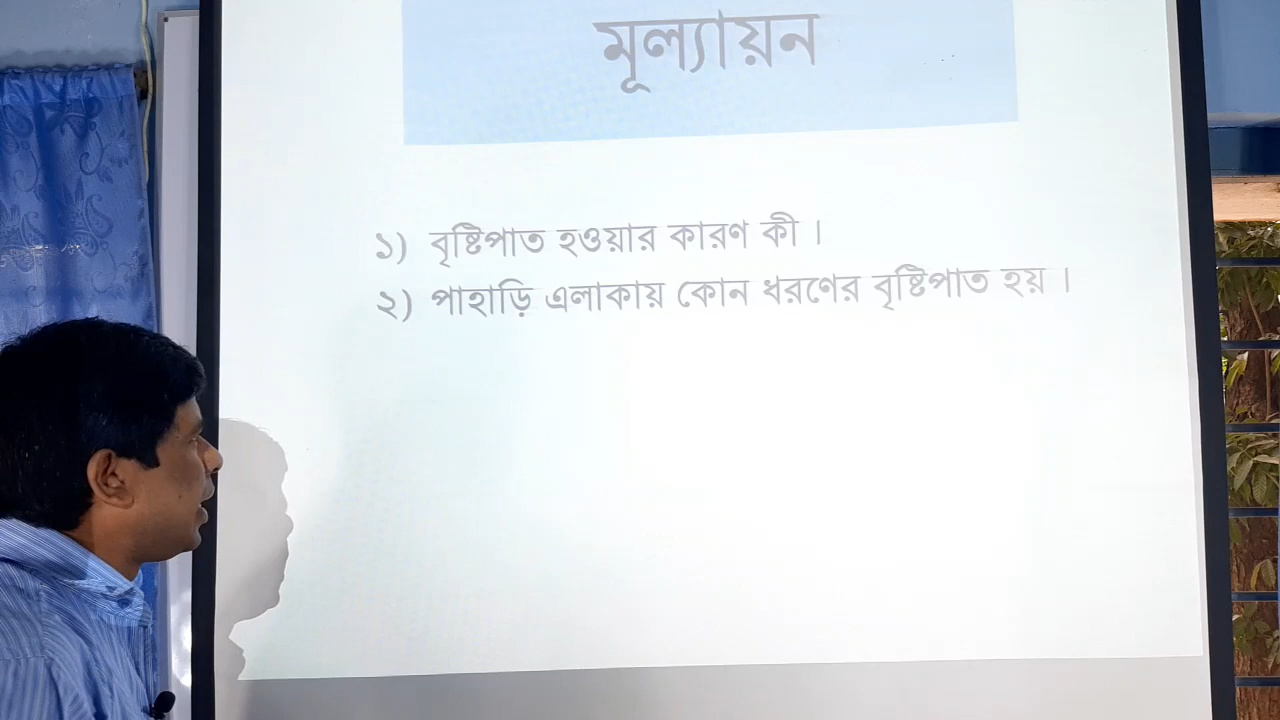 মূল্যায়ন
১) বৃষ্টিপাত হওয়ার কারণ কী ।
২) পাহাড়ি এলাকায় কোন ধরণের বৃষ্টিপাত হয় ।